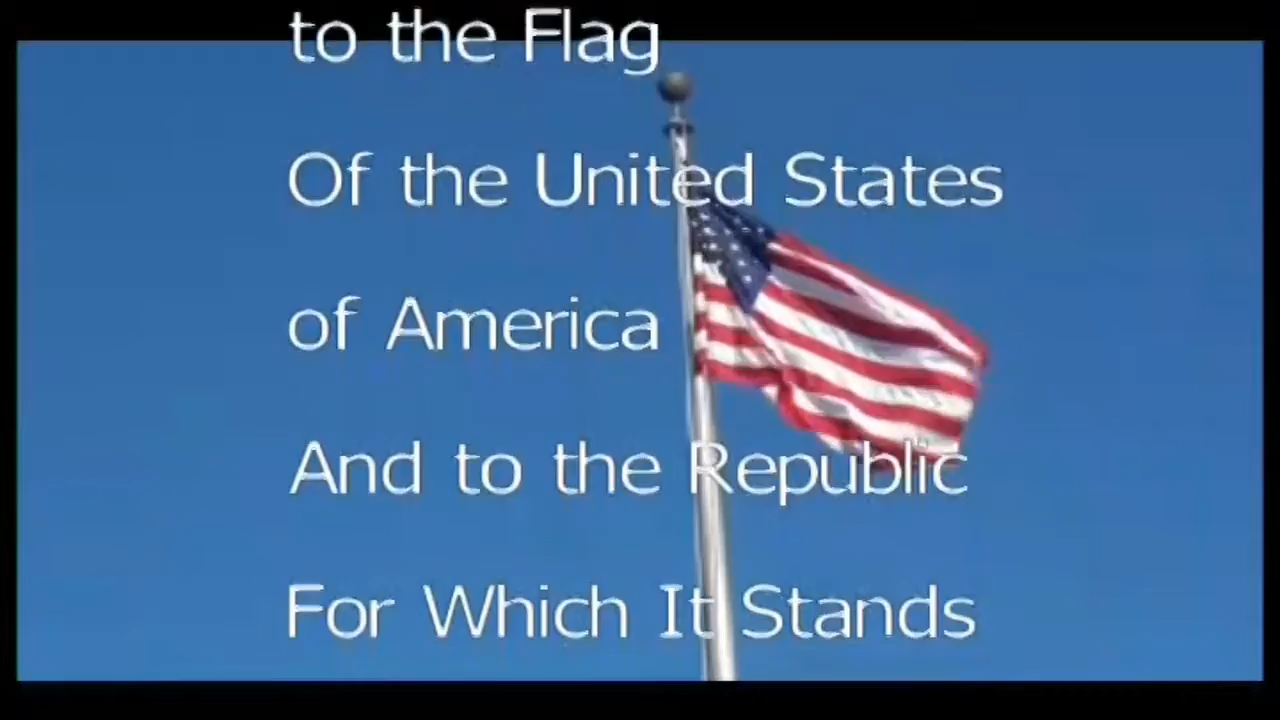 to the Flag
Of the United States
of America
And to the Republic
For Which It Stands